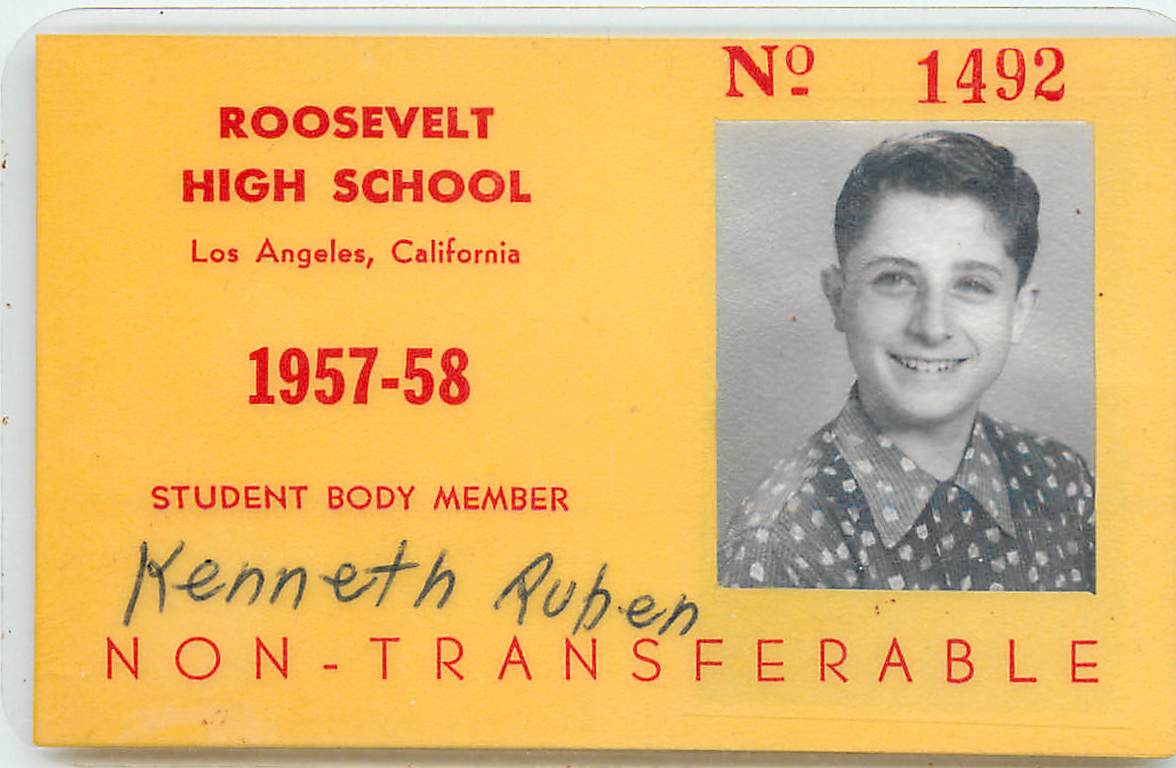 Nº 1492
ROOSEVELT
HIGH SCHOOL
Los Angeles, California
1957-58
STUDENT BODY MEMBER
Kenneth Ruben
NON-TRANSFERABLE